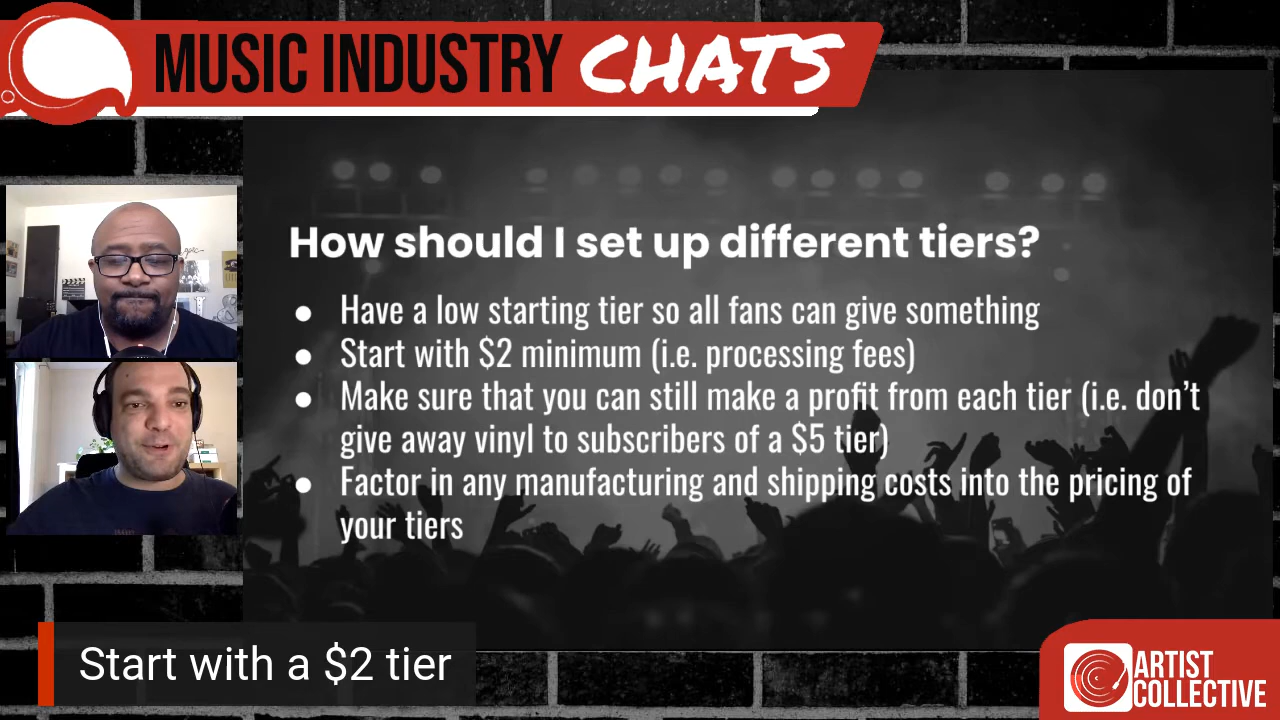 MUSIC INDUSTRY CHATS
How should I set up different tiers?
● Have a low starting tier so all fans can give something
● Start with $2 minimum (i.e. processing fees)
● Make sure that you can still make a profit from each tier (i.e. don't
give away vinyl to subscribers of a $5 tier)
● Factor in any manufacturing and shipping costs into the pricing of
your tiers
Start with a $2 tier
ARTIST
COLLECTIVE